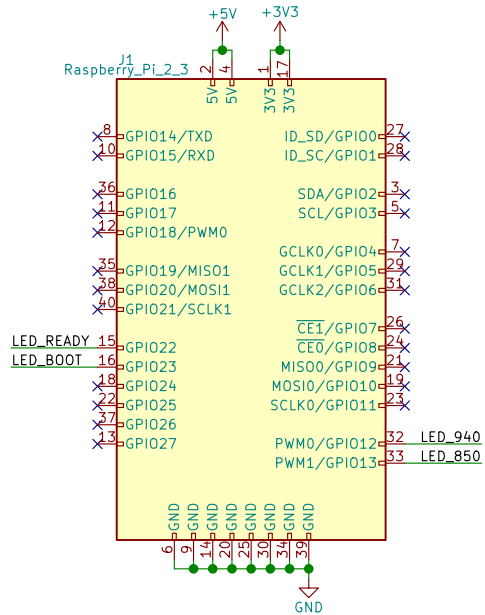 +5V +3V3
J1
Raspberry_Pi_2_3
2 4 1 17
5V 5V 3V3 3V3
8 GPIO14/TXD ID_SD/GPIO0 27
10 GPIO15/RXD ID_SC/GPIO1 28
36 GPIO16 SDA/GPIO2 3
11 GPIO17 SCL/GPIO3 5
12 GPIO18/PWM0
GCLK0/GPIO4 7
35 GPIO19/MISO1 GCLK1/GPIO5 29
38 GPIO20/MOSI1 GCLK2/GPIO6 31
40 GPIO21/SCLK1
CE1/GPIO7 26
LED_READY 15 GPIO22 CE0/GPIO8 24
LED_BOOT 16 GPIO23 MISO0/GPIO9 21
18 GPIO24 MOSI0/GPIO10 19
22 GPIO25 SCLK0/GPIO11 23
37 GPIO26
13 GPIO27 PWM0/GPIO12 32 LED_940
PWM1/GPIO13 33 LED_850
GND GND GND GND GND GND GND GND
6 9 14 20 25 30 34 39
GND